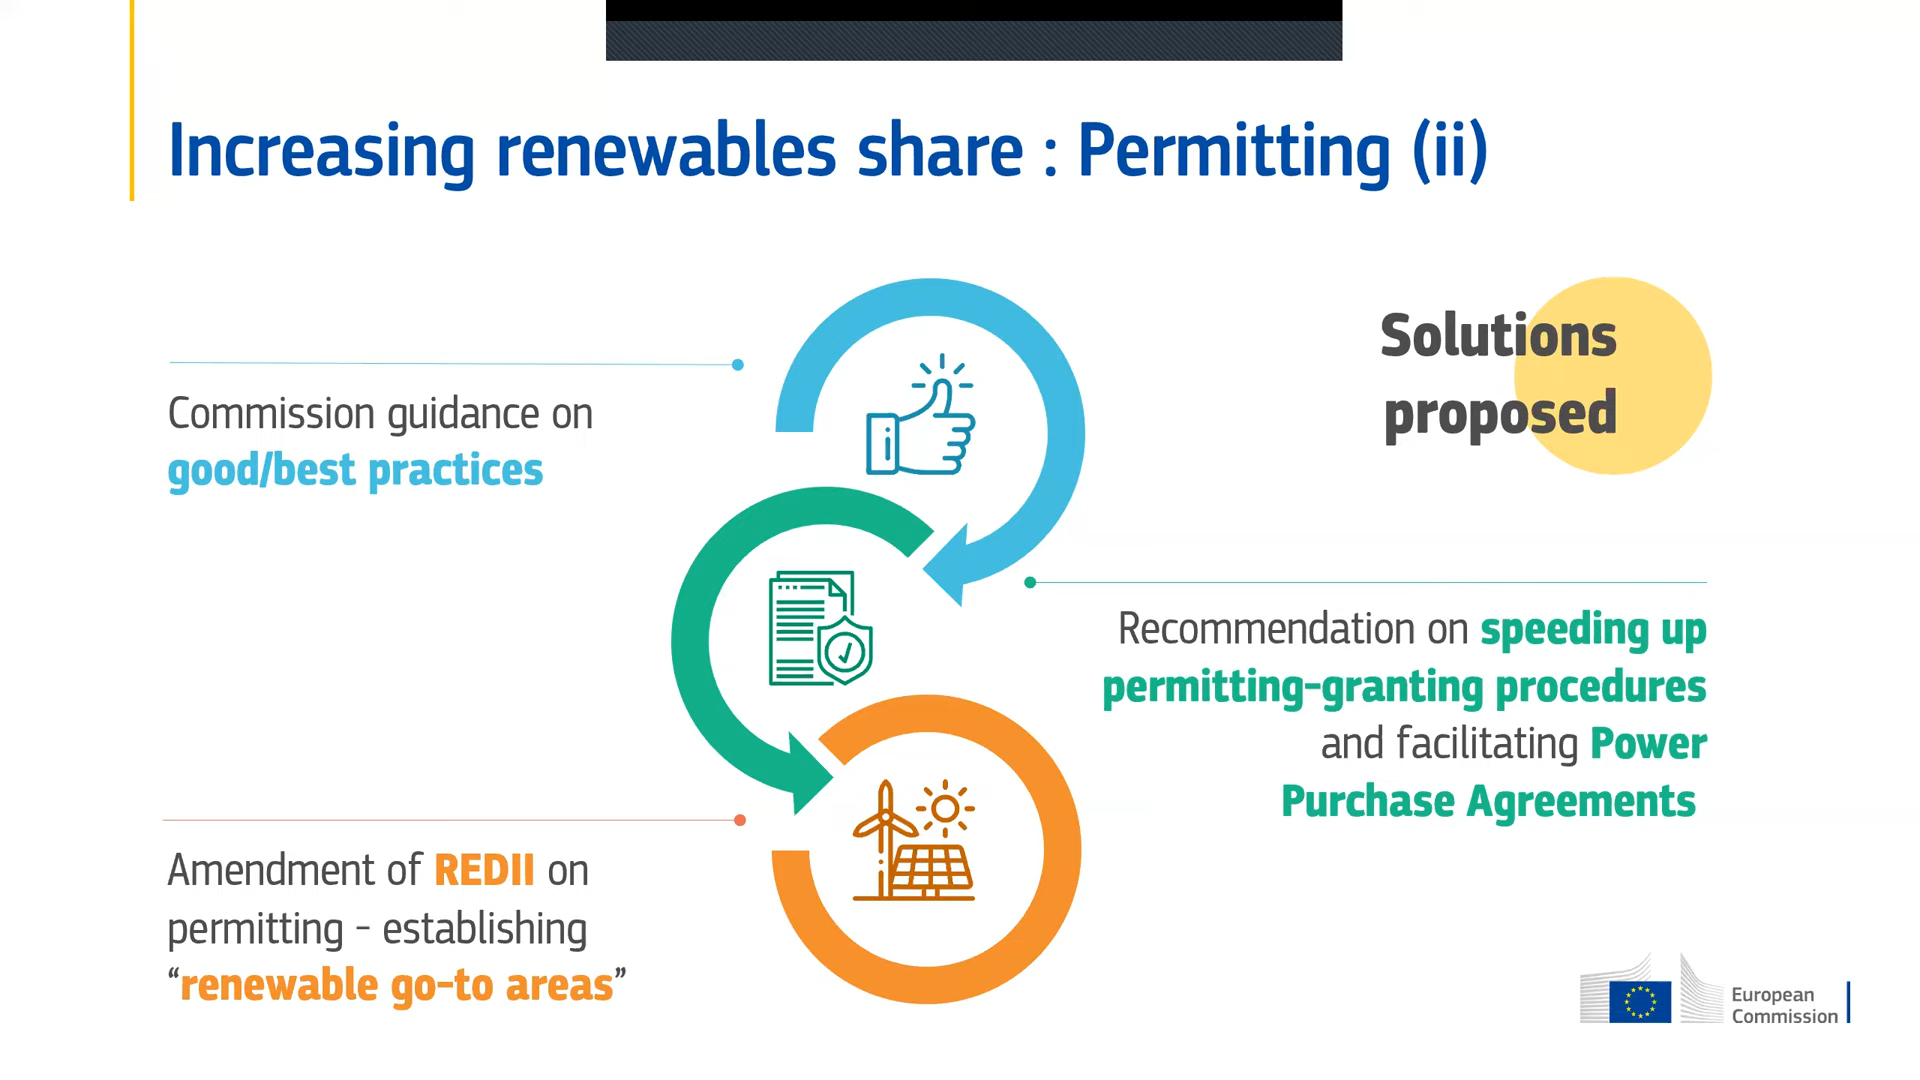 Increasing renewables share : Permitting (ii)
Solutions
proposed
Commission guidance on
good/best practices
Recommendation on speeding up
permitting-granting procedures
and facilitating Power
Purchase Agreements
Amendment of REDII on
permitting - establishing
“renewable go-to areas”
European
Commission